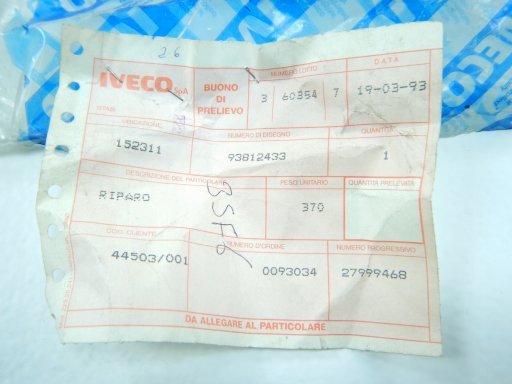 26
IVECO SpA
BUONO DI PRELIEVO
NUMERO LOTTO
3 60354 7
DATA
19-03-93
STAB.
UBICAZIONE
152311
NUMERO DI DISEGNO
93812433
QUANTITA'
1
DESCRIZIONE DEL PARTICOLARE
RIPARO
PESO UNITARIO
370
QUANTITA PRELEVATA
COD. CLIENTE
44503/001
NUMERO D'ORDINE
0093034
NUMERO PROGRESSIVO
27999468
DA ALLEGARE AL PARTICOLARE
IVECO